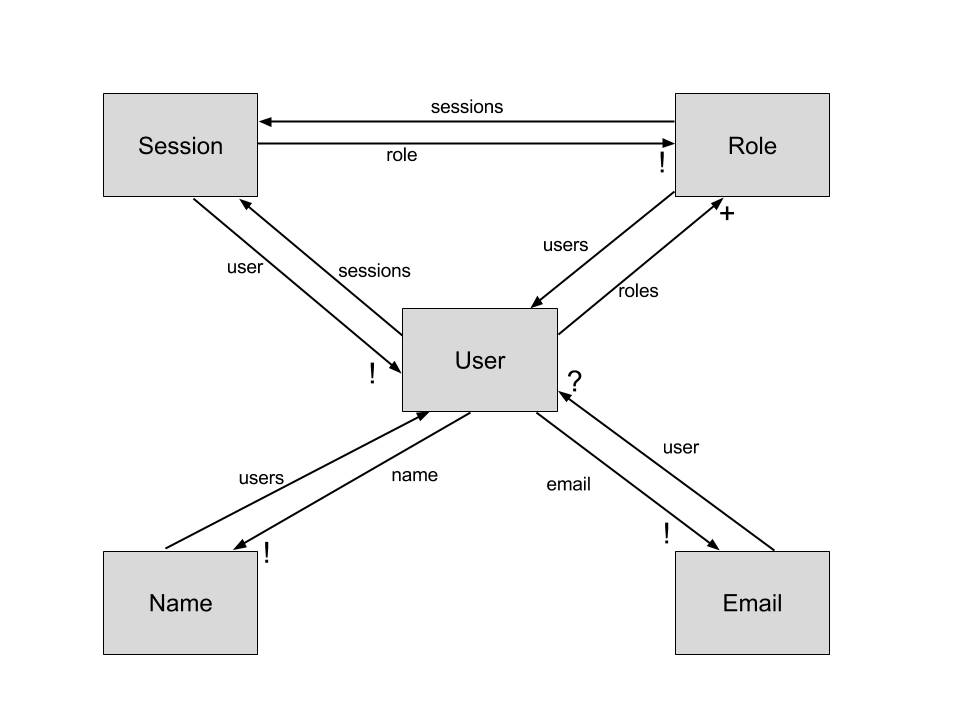 sessions
Session
Role
role
!
+
users
user
sessions
roles
User
!
?
user
users
name
email
!
!
Name
Email